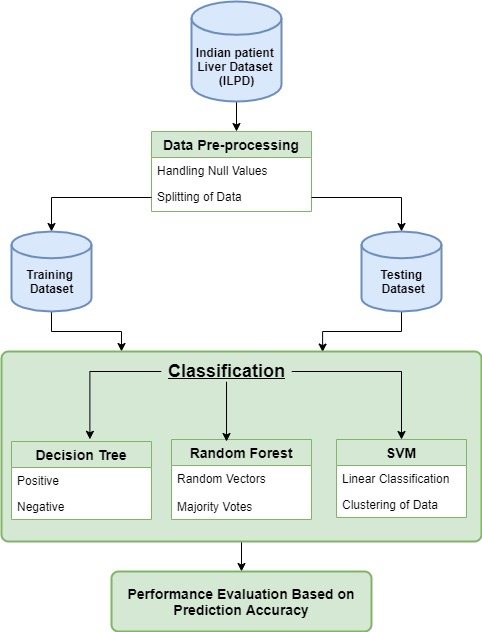 Indian patient
Liver Dataset
(ILPD)
Data Pre-processing
Handling Null Values
Splitting of Data
Training
Dataset
Testing
Dataset
Classification
Decision Tree
Positive
Negative
Random Forest
Random Vectors
Majority Votes
SVM
Linear Classification
Clustering of Data
Performance Evaluation Based on
Prediction Accuracy